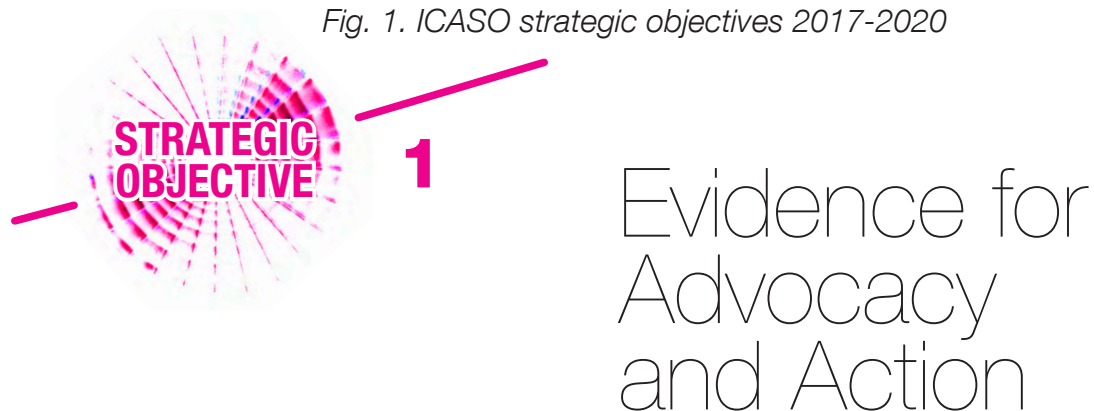 Fig. 1. ICASO strategic objectives 2017-2020
STRATEGIC
OBJECTIVE
1
Evidence for
Advocacy
and Action